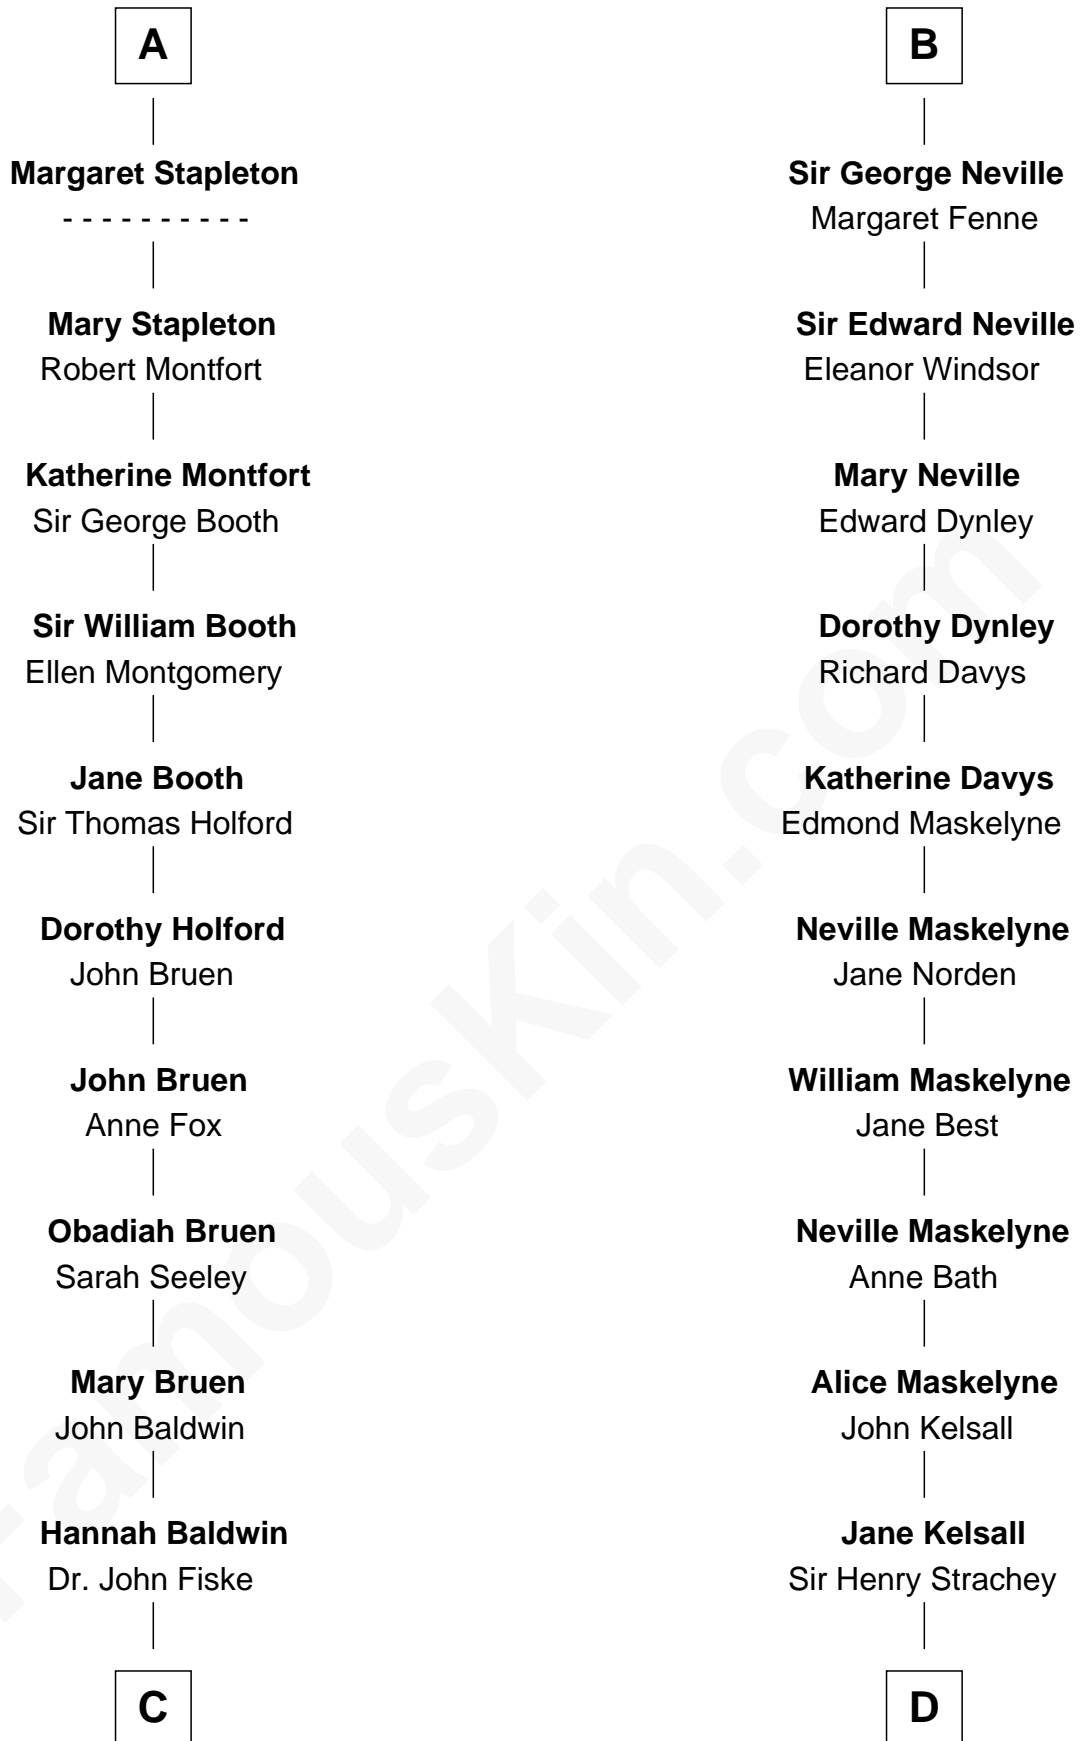 A
Margaret Stapleton
- - - - - - - - - -
Mary Stapleton
Robert Montfort
Katherine Montfort
Sir George Booth
Sir William Booth
Ellen Montgomery
Jane Booth
Sir Thomas Holford
Dorothy Holford
John Bruen
John Bruen
Anne Fox
Obadiah Bruen
Sarah Seeley
Mary Bruen
John Baldwin
Hannah Baldwin
Dr. John Fiske
C
B
Sir George Neville
Margaret Fenne
Sir Edward Neville
Eleanor Windsor
Mary Neville
Edward Dynley
Dorothy Dynley
Richard Davys
Katherine Davys
Edmond Maskelyne
Neville Maskelyne
Jane Norden
William Maskelyne
Jane Best
Neville Maskelyne
Anne Bath
Alice Maskelyne
John Kelsall
Jane Kelsall
Sir Henry Strachey
D
FamousKin.com